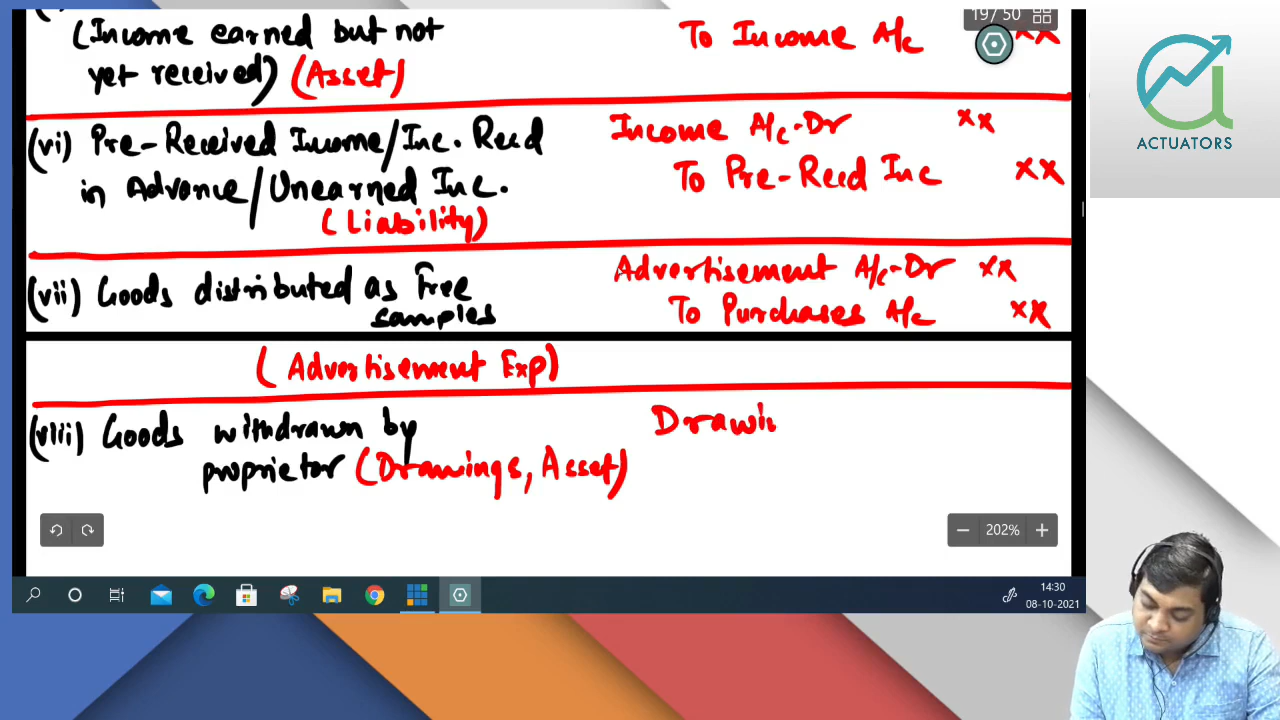 19 / 50
(Income earned but not
To Income A/c
xx
yet received) (Asset)
ACTUATORS
(vi) Pre-Received Income/Inc. Recd
Income A/c-Dr xx
in Advance/Unearned Inc.
To Pre-Recd Inc xx
(Liability)
(vii) Goods distributed as Free
Advertisement A/c-Dr xx
samples
To Purchases A/c xx
(Advertisement Exp)
(viii) Goods withdrawn by
Drawi
proprietor (Drawings, Asset)
202%
14:30
08-10-2021